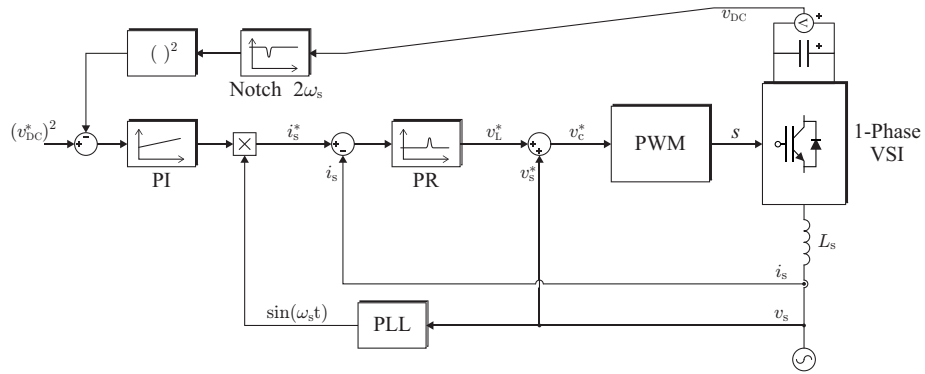 v_DC
( )^2
Notch 2ω_s
(v*_DC)^2
PI
×
i*_s
i_s
PR
v*_L
v*_s
v*_c
PWM
s
1-Phase
VSI
L_s
i_s
sin(ω_s t)
PLL
v_s
V